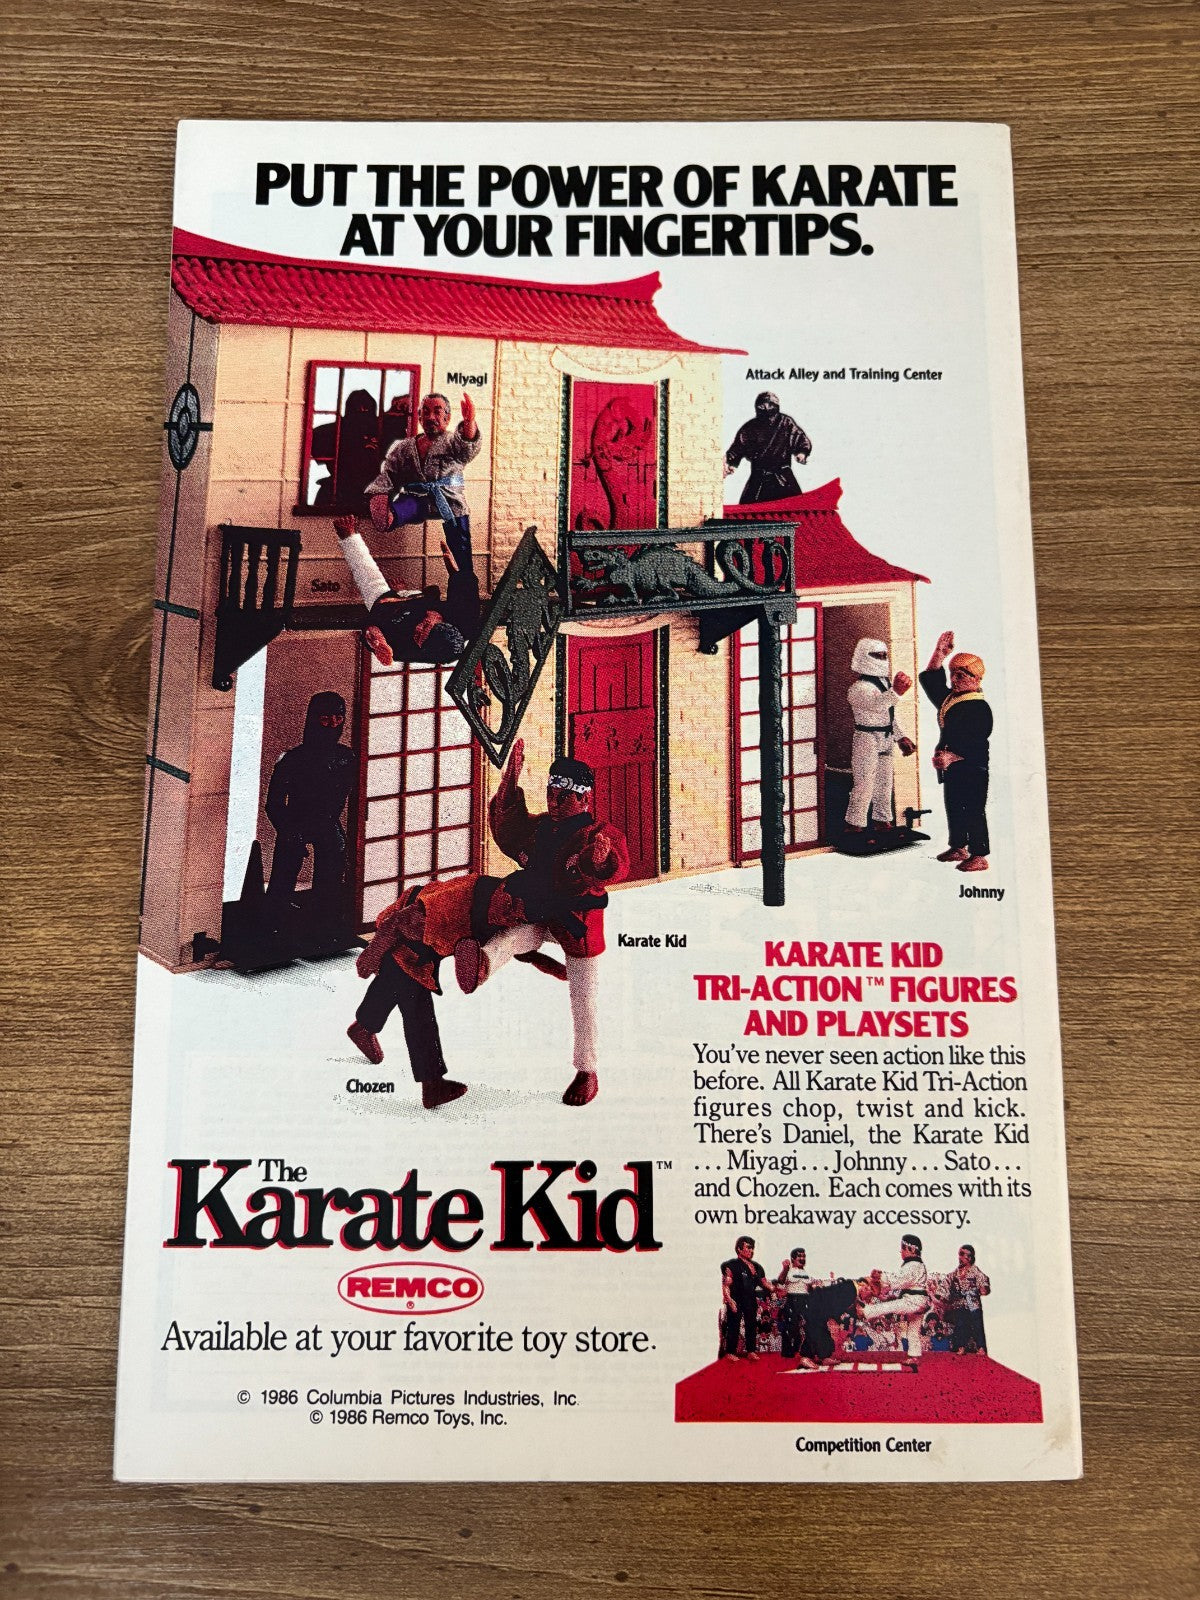 PUT THE POWER OF KARATE
AT YOUR FINGERTIPS.
Miyagi
Attack Alley and Training Center
Sato
Johnny
Karate Kid
Chozen
KARATE KID
TRI-ACTION™ FIGURES
AND PLAYSETS
You've never seen action like this
before. All Karate Kid Tri-Action
figures chop, twist and kick.
There's Daniel, the Karate Kid
...Miyagi...Johnny...Sato...
and Chozen. Each comes with its
own breakaway accessory.
The
Karate Kid™
REMCO®
Available at your favorite toy store.
© 1986 Columbia Pictures Industries, Inc.
© 1986 Remco Toys, Inc.
Competition Center